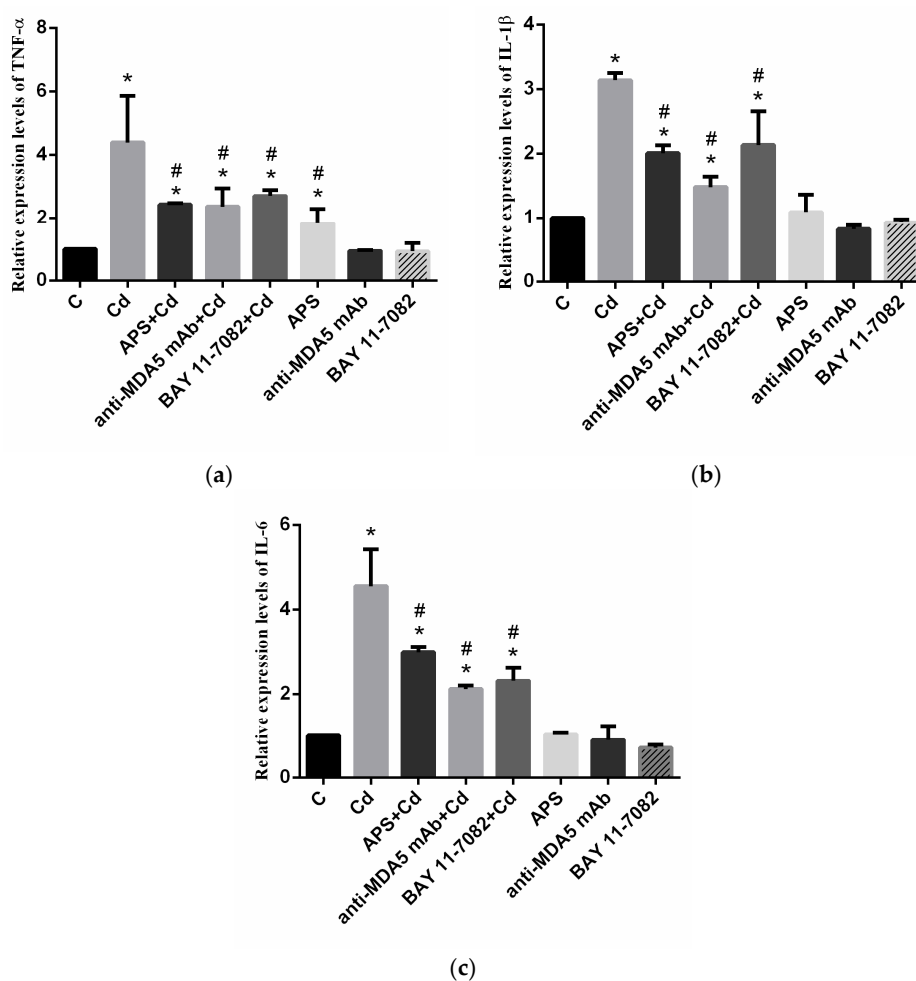 Relative expression levels of TNF-α
8
6
4
2
0
*
#
*
#
*
#
*
#
*
C
Cd
APS+Cd
anti-MDA5 mAb+Cd
BAY 11-7082+Cd
APS
anti-MDA5 mAb
BAY 11-7082
(a)
Relative expression levels of IL-1β
4
3
2
1
0
*
#
*
#
*
#
*
C
Cd
APS+Cd
anti-MDA5 mAb+Cd
BAY 11-7082+Cd
APS
anti-MDA5 mAb
BAY 11-7082
(b)
Relative expression levels of IL-6
6
4
2
0
*
#
*
#
*
#
*
C
Cd
APS+Cd
anti-MDA5 mAb+Cd
BAY 11-7082+Cd
APS
anti-MDA5 mAb
BAY 11-7082
(c)